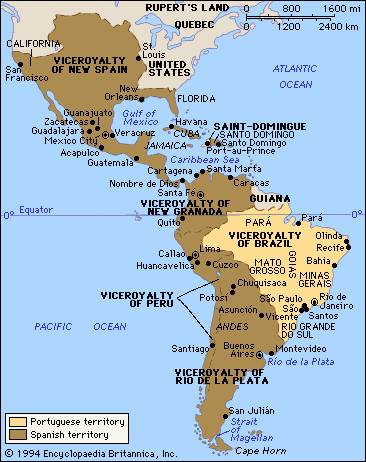 RUPERT'S LAND
QUEBEC
0 800 1600 mi
0 1200 km
CALIFORNIA
VICEROYALTY
OF NEW SPAIN
St.
Louis
UNITED
STATES
San
Francisco
ATLANTIC
OCEAN
New
Orleans
FLORIDA
Guanajuato
Zacatecas
Guadalajara
Mexico City
Gulf of
Mexico
Havana
CUBA
SAINT-DOMINGUE
SANTO DOMINGO
Veracruz
Santo Domingo
Acapulco
JAMAICA
Port-au-Prince
Guatemala
Caribbean Sea
Cartagena
Santa María
Nombre de Dios
Caracas
Santa Fé
GUIANA
VICEROYALTY
OF NEW GRANADA
0°
Equator
0°
Quito
PARÁ
Pará
VICEROYALTY
OF BRAZIL
Olinda
Recife
Callao
Lima
MATO
GROSSO
GOIÁS
Bahia
Huancavelica
Cuzco
MINAS
GERAIS
VICEROYALTY
OF PERU
Chuquisaca
Potosí
São Paulo
Rio de
Janeiro
São
Vicente
Santos
Asunción
RIO GRANDE
DO SUL
PACIFIC OCEAN
ANDES
Santiago
Buenos
Aires
Montevideo
Río de la Plata
VICEROYALTY OF
RIO DE LA PLATA
Portuguese territory
Spanish territory
San Julián
Strait
of
Magellan
Cape Horn
© 1994 Encyclopaedia Britannica, Inc.